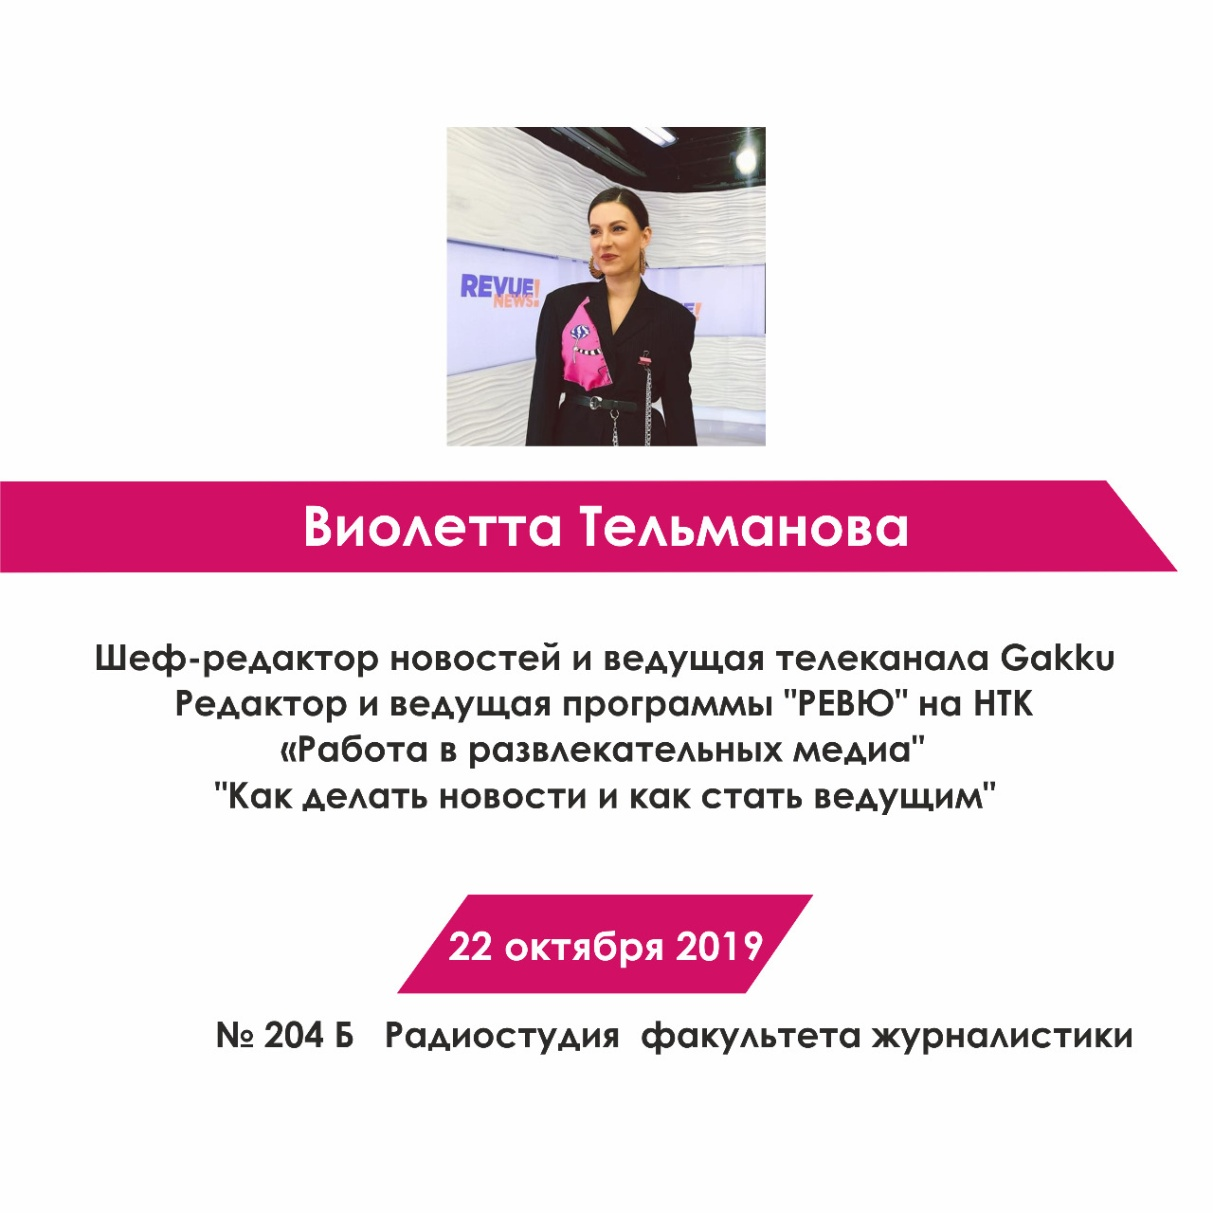 REVUE!
NEWS!
Виолетта Тельманова
Шеф-редактор новостей и ведущая телеканала Gakku
Редактор и ведущая программы "РЕВЮ" на НТК
«Работа в развлекательных медиа"
"Как делать новости и как стать ведущим"
22 октября 2019
№ 204 Б Радиостудия факультета журналистики